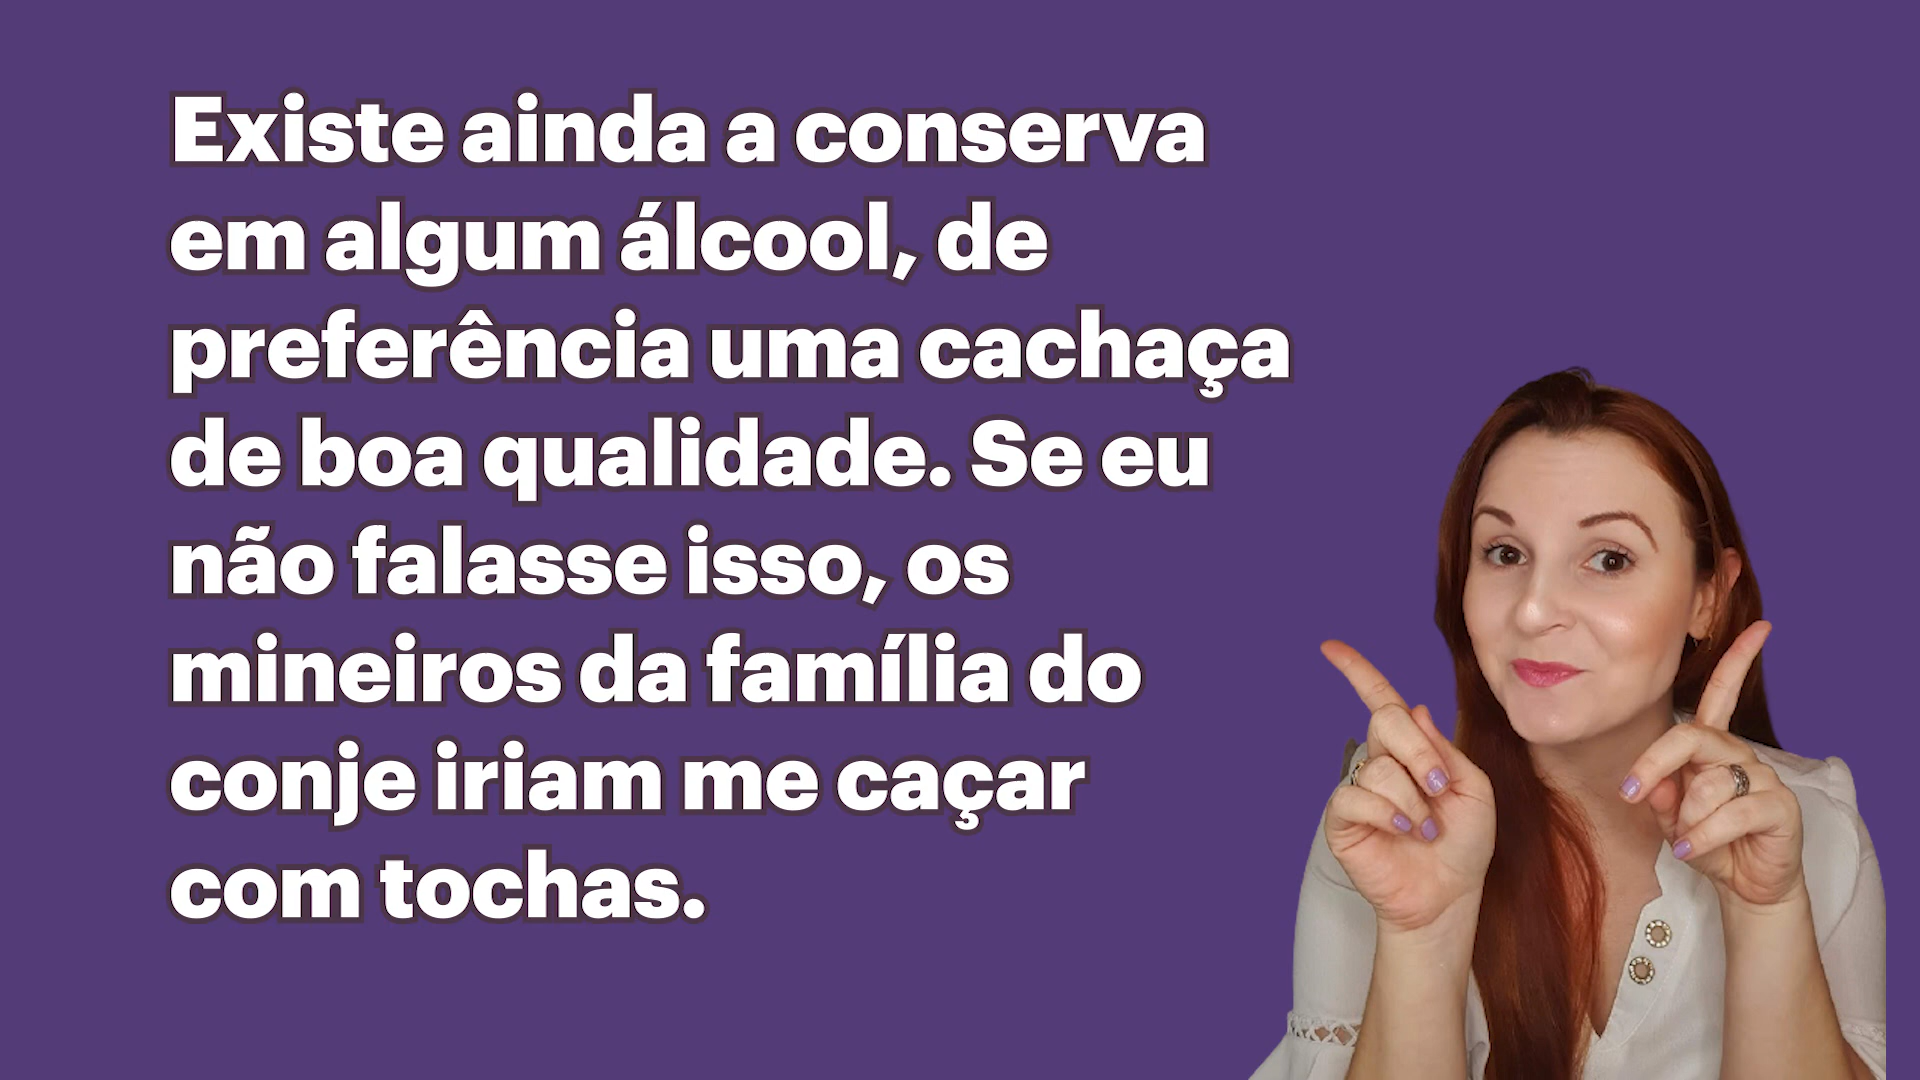 Existe ainda a conserva
em algum álcool, de
preferência uma cachaça
de boa qualidade. Se eu
não falasse isso, os
mineiros da família do
conje iriam me caçar
com tochas.